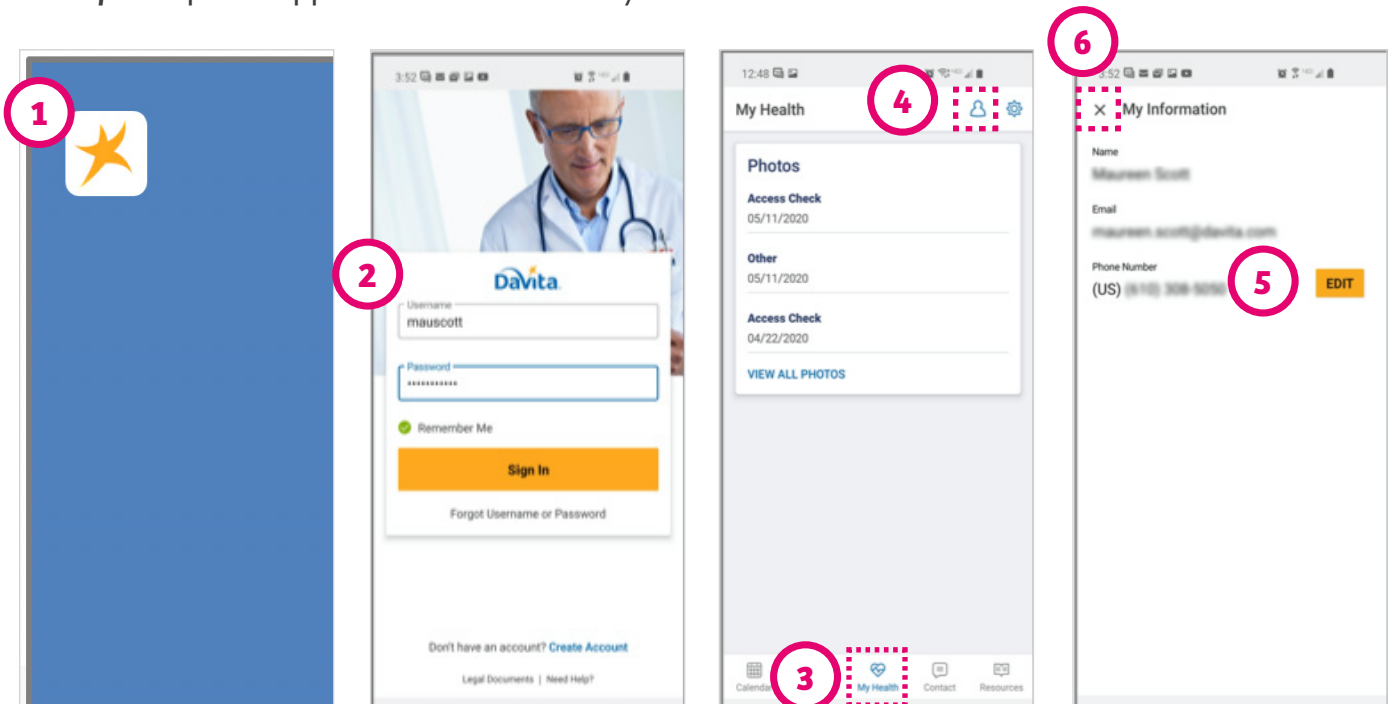 1
2
3:52
DaVita
Username
mauscott
Password
Remember Me
Sign In
Forgot Username or Password
Don't have an account? Create Account
Legal Documents | Need Help?
12:48
4
My Health
Photos
Access Check
05/11/2020
Other
05/11/2020
Access Check
04/22/2020
VIEW ALL PHOTOS
3
My Health
Contact
Resources
6
:52
My Information
Name
Email
Phone Number
(US)
5
EDIT